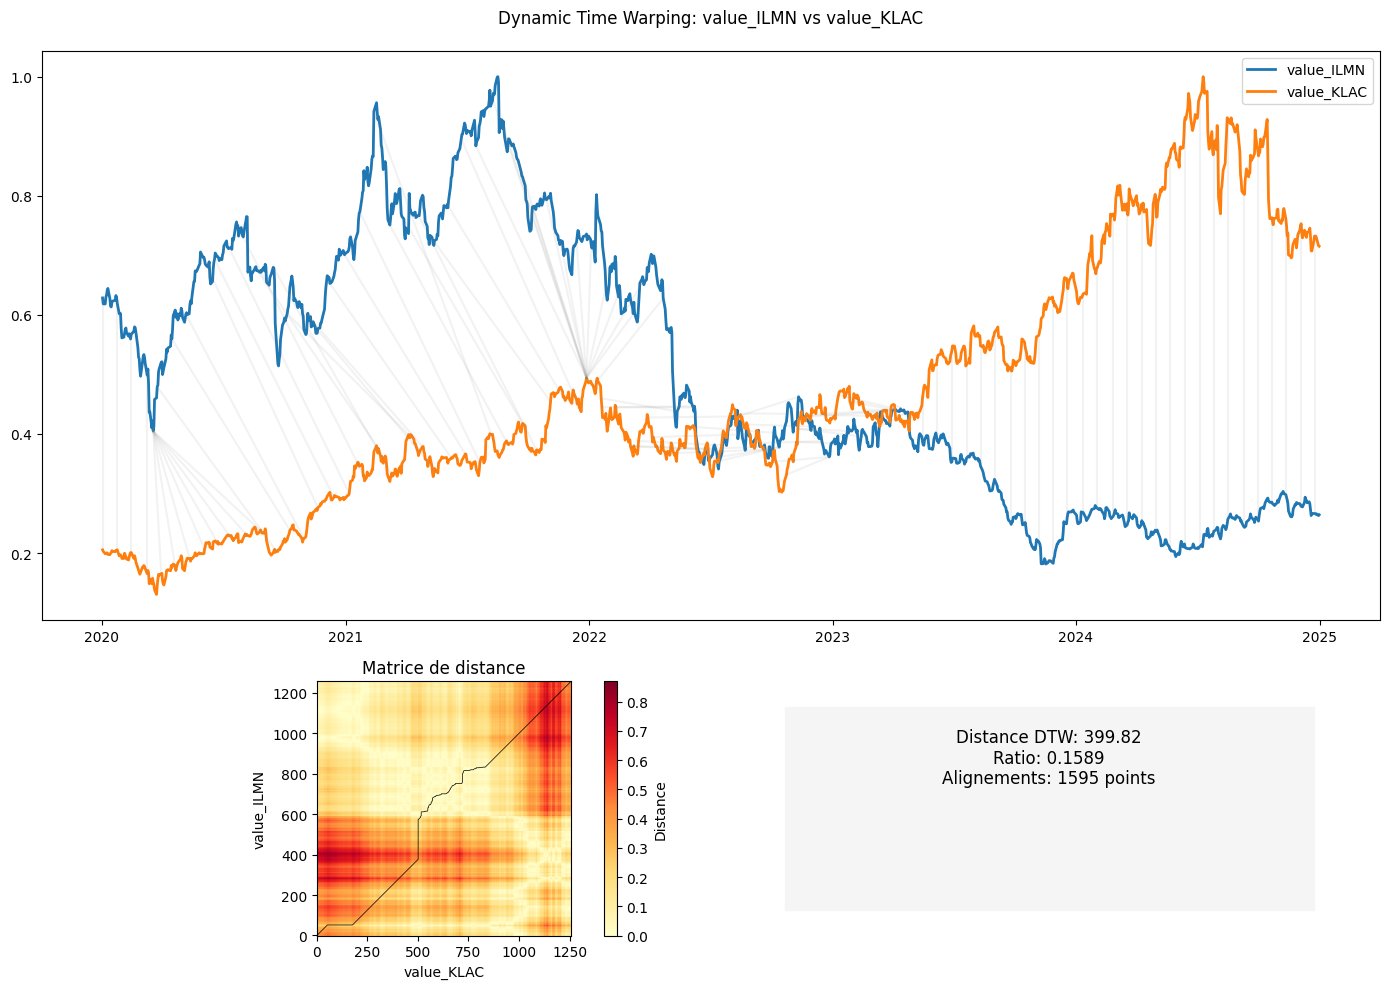 Dynamic Time Warping: value_ILMN vs value_KLAC
value_ILMN
value_KLAC
1.0
0.8
0.6
0.4
0.2
2020 2021 2022 2023 2024 2025
Matrice de distance
value_ILMN
1200
1000
800
600
400
200
0
0 250 500 750 1000 1250
value_KLAC
0.8
0.7
0.6
0.5
0.4
0.3
0.2
0.1
0.0
Distance
Distance DTW: 399.82
Ratio: 0.1589
Alignements: 1595 points